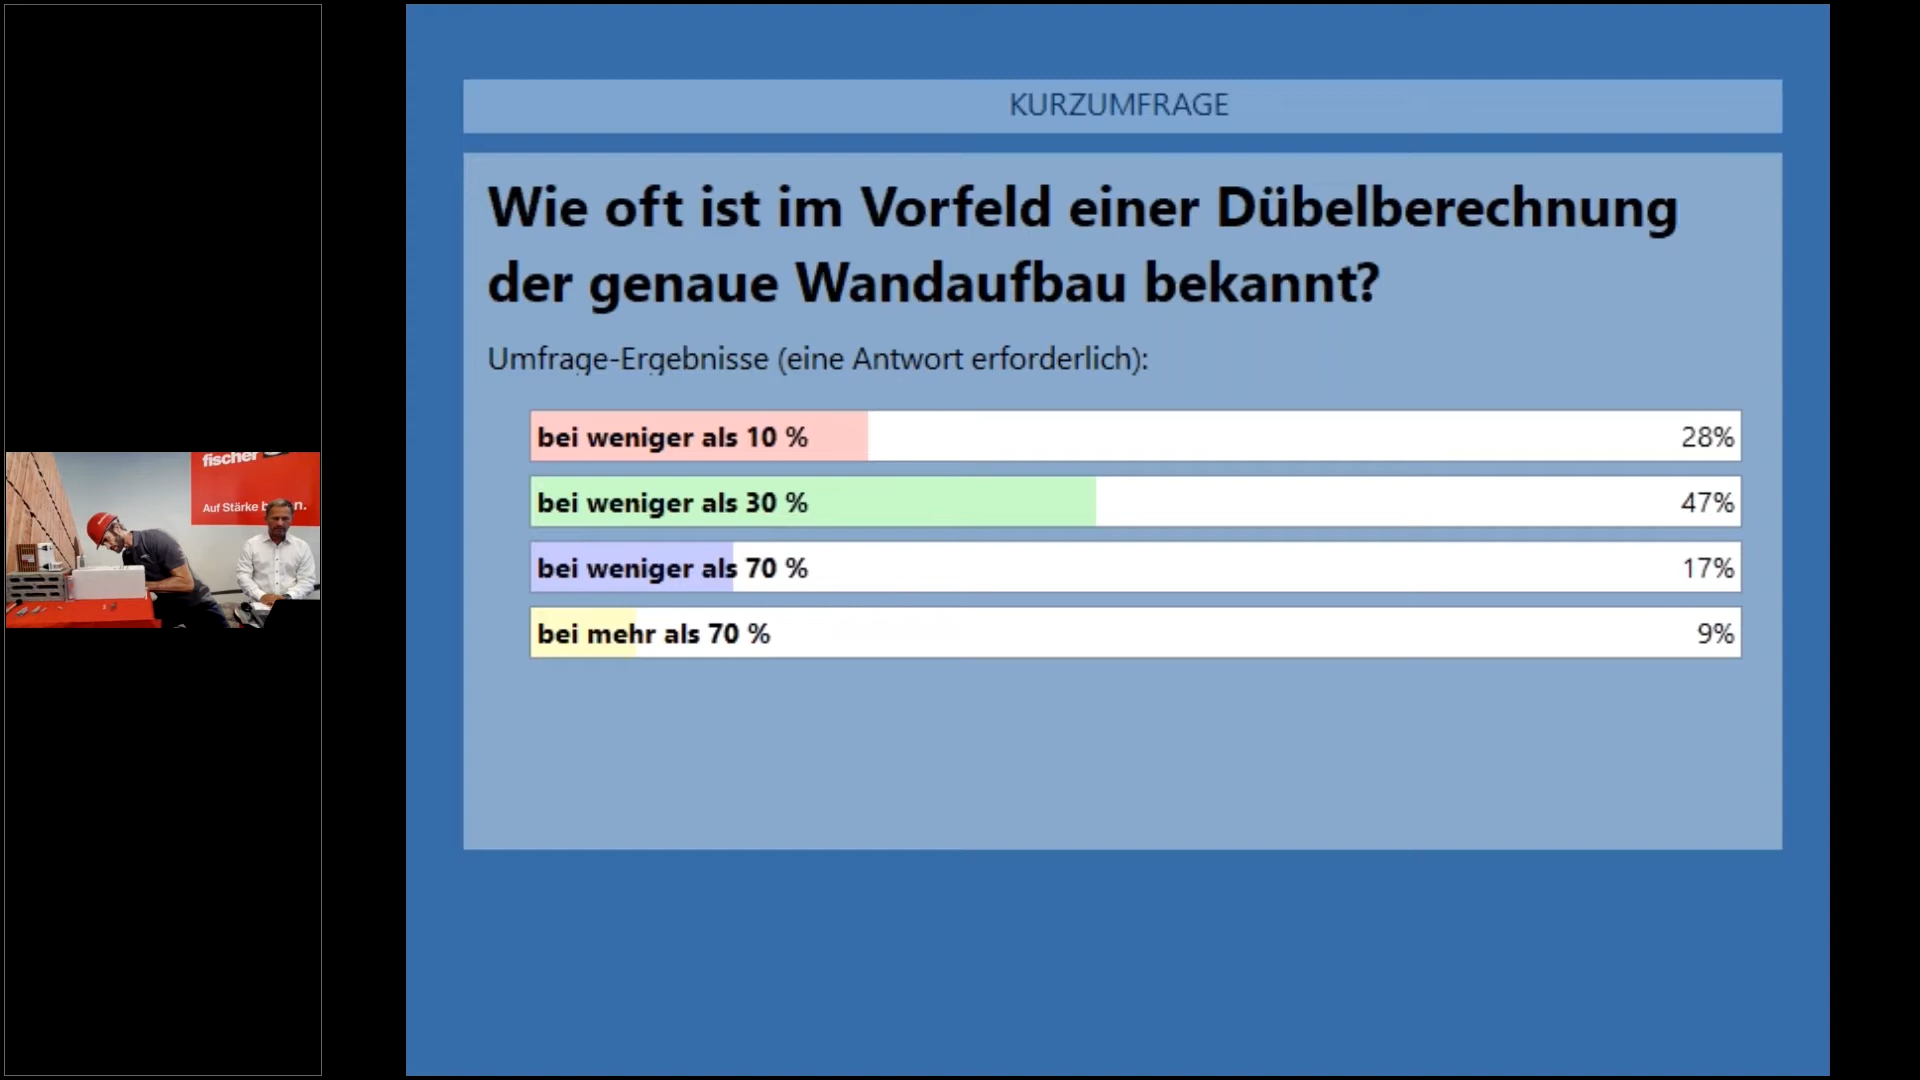 KURZUMFRAGE
Wie oft ist im Vorfeld einer Dübelberechnung
der genaue Wandaufbau bekannt?
Umfrage-Ergebnisse (eine Antwort erforderlich):
bei weniger als 10 % 28%
bei weniger als 30 % 47%
bei weniger als 70 % 17%
bei mehr als 70 % 9%
fischer
Auf Stärke